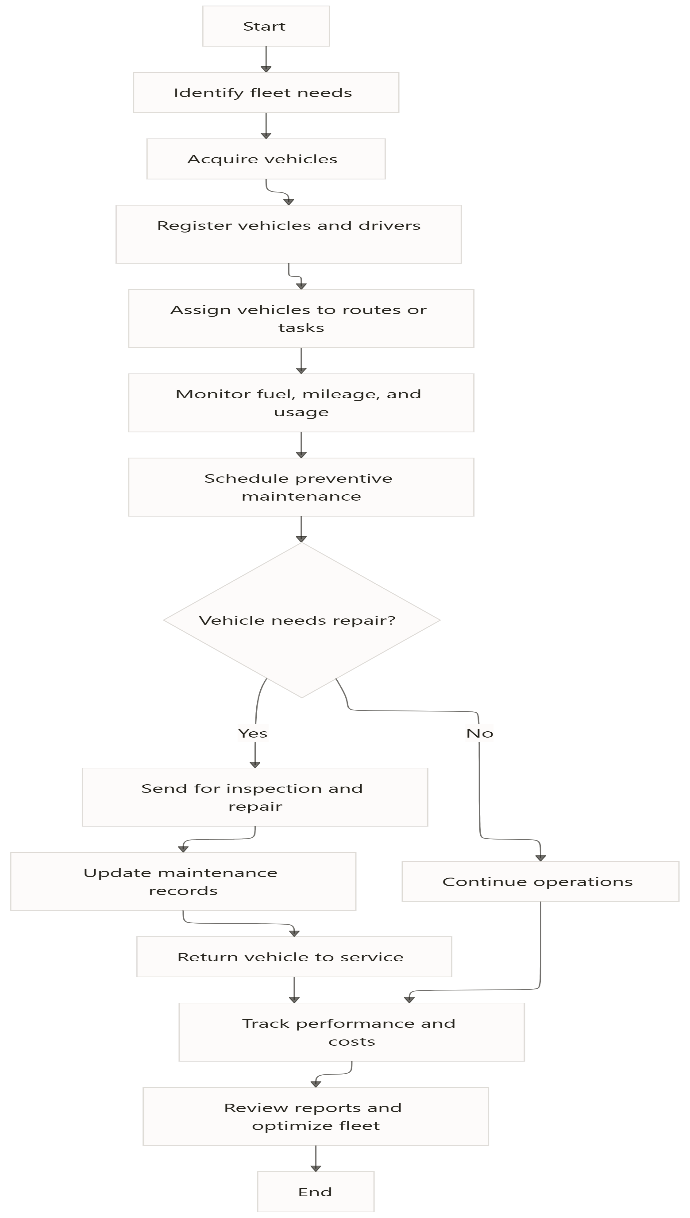 Start
Identify fleet needs
Acquire vehicles
Register vehicles and drivers
Assign vehicles to routes or
tasks
Monitor fuel, mileage, and
usage
Schedule preventive
maintenance
Vehicle needs repair?
Yes
No
Send for inspection and
repair
Update maintenance
records
Continue operations
Return vehicle to service
Track performance and
costs
Review reports and
optimize fleet
End